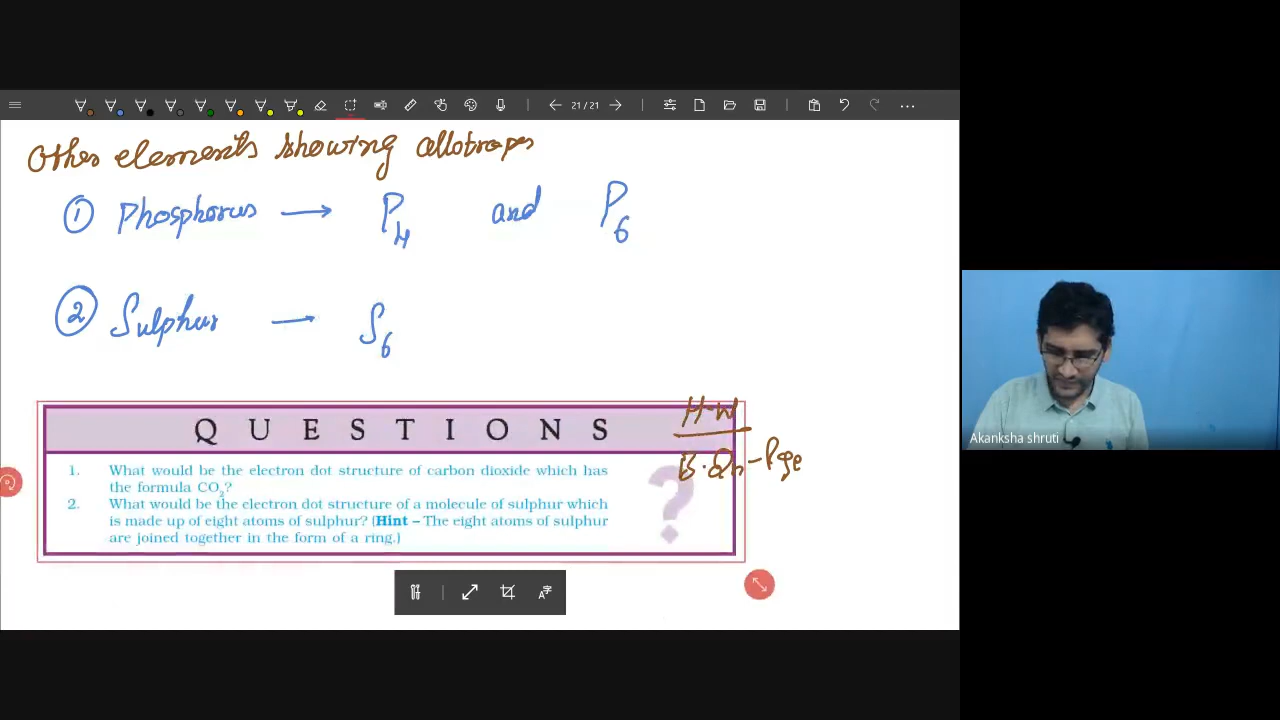 21 / 21
Other elements showing allotropes
① Phosphorus → P4 and P6
② Sulphur → S6
QUESTIONS
H-W
B.Qn-Pge
1. What would be the electron dot structure of carbon dioxide which has
the formula CO2?
2. What would be the electron dot structure of a molecule of sulphur which
is made up of eight atoms of sulphur? (Hint – The eight atoms of sulphur
are joined together in the form of a ring.)
?
Akanksha shruti